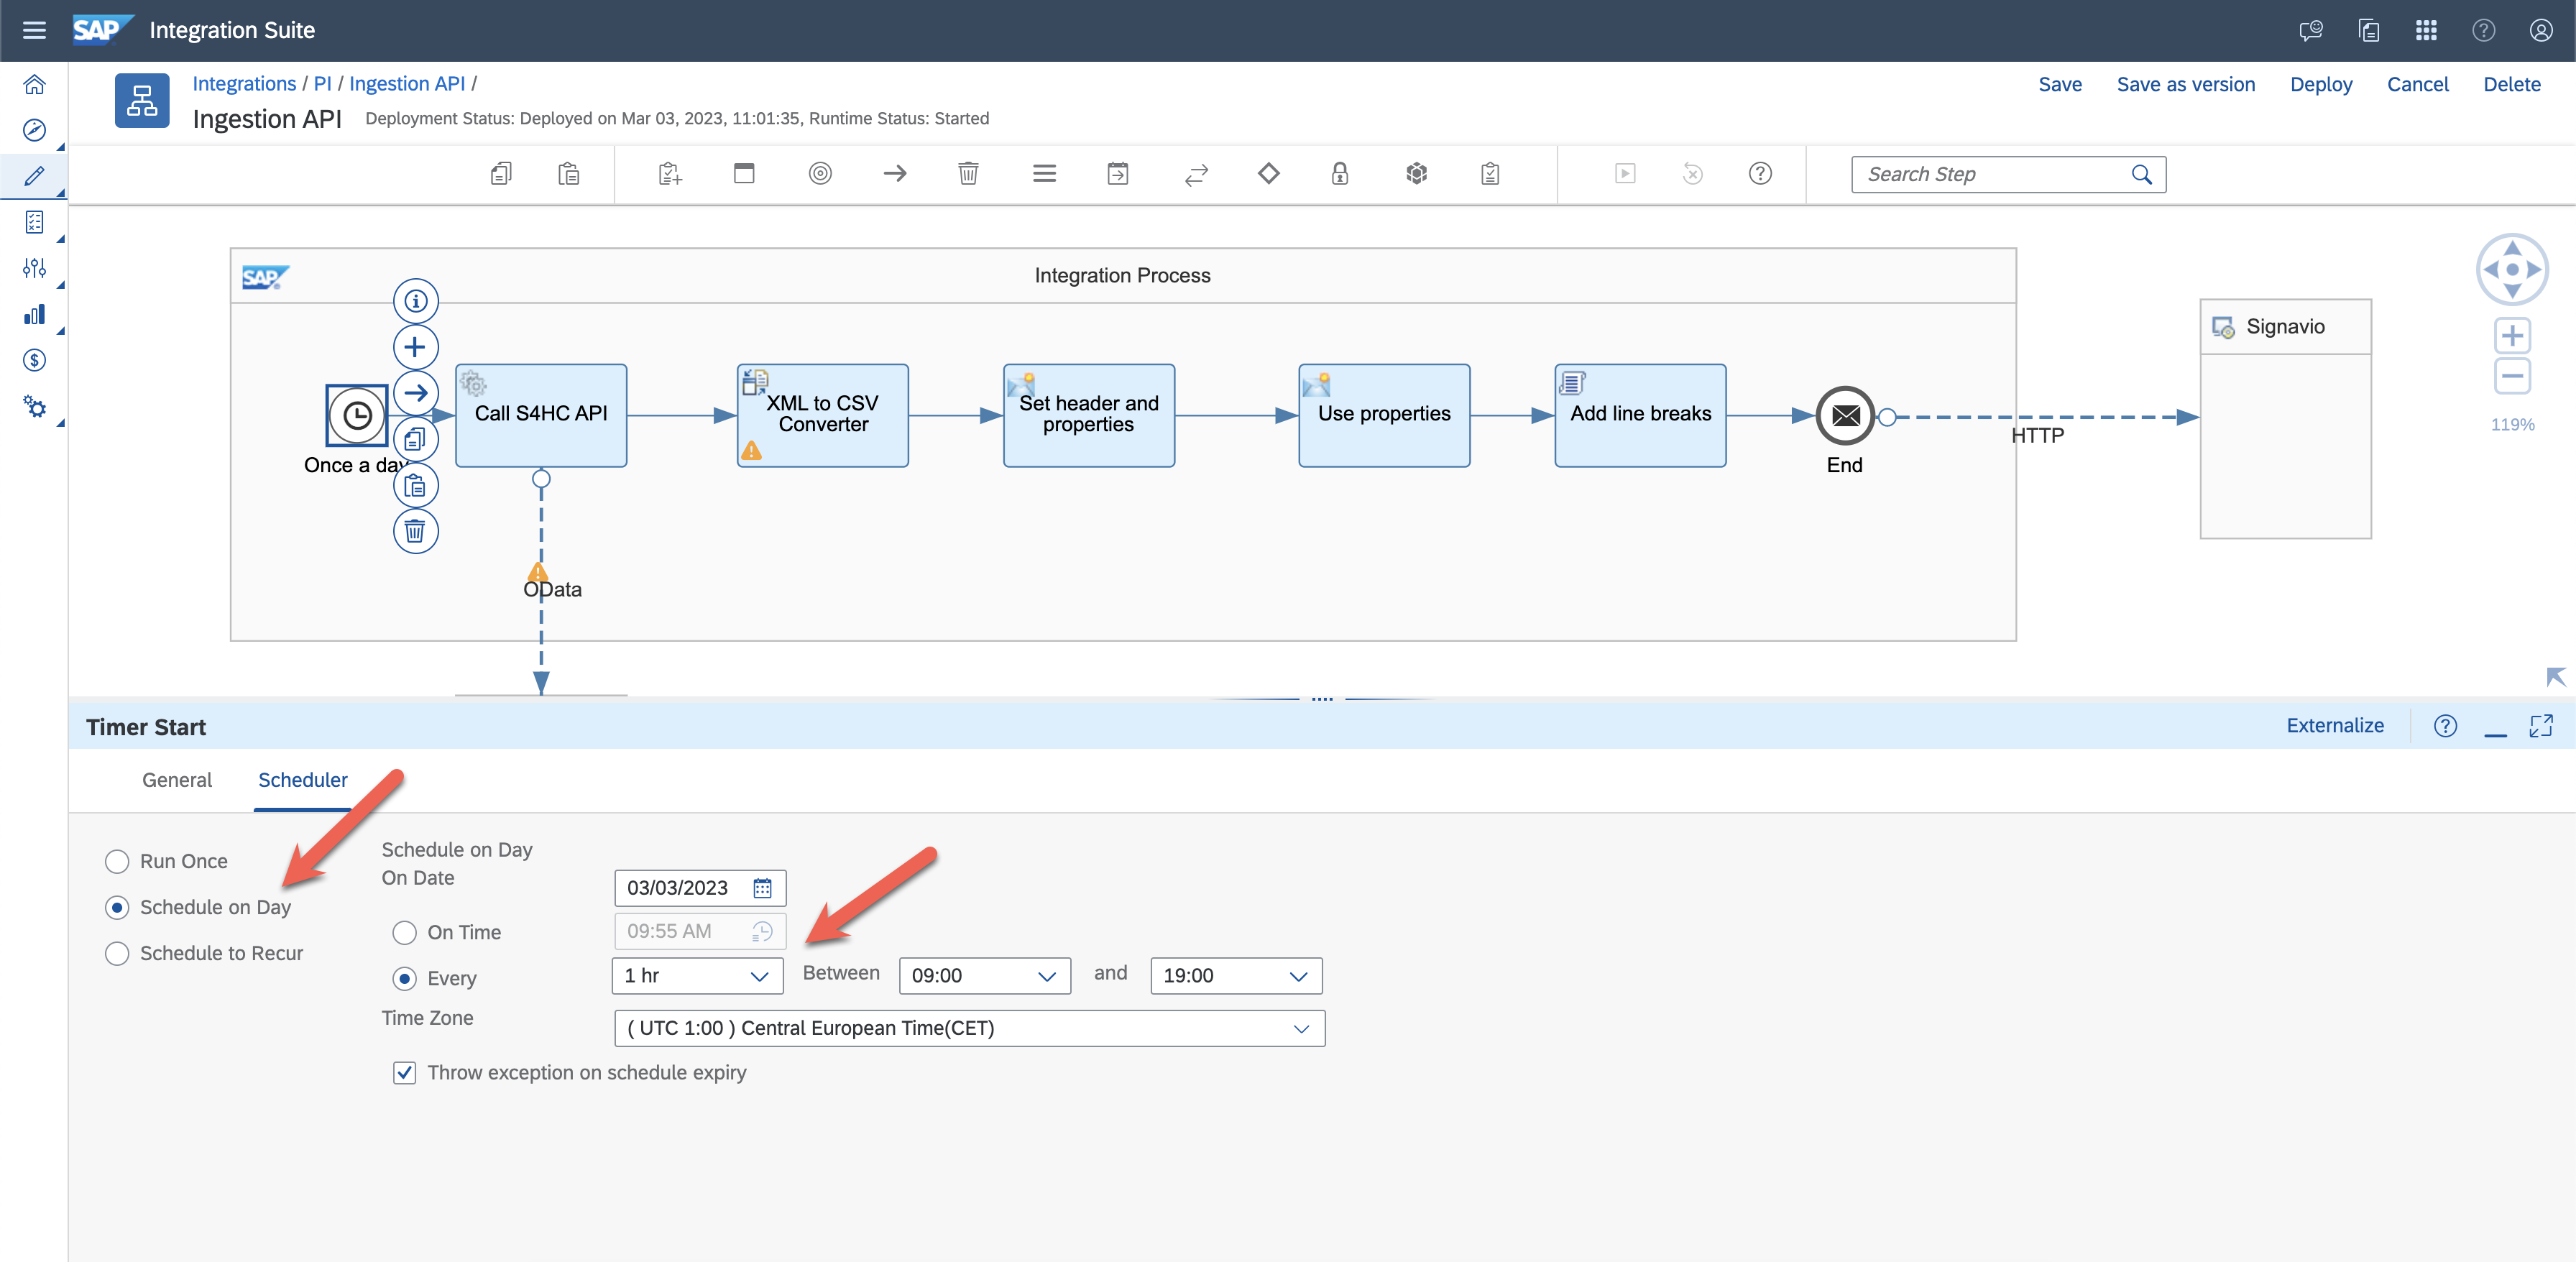 SAP Integration Suite
Integrations / PI / Ingestion API /
Save Save as version Deploy Cancel Delete
Ingestion API Deployment Status: Deployed on Mar 03, 2023, 11:01:35, Runtime Status: Started
Search Step
SAP Integration Process
Signavio
Once a day
Call S4HC API
XML to CSV
Converter
Set header and
properties
Use properties
Add line breaks
End
HTTP
119%
OData
Timer Start Externalize
General Scheduler
Run Once
Schedule on Day
Schedule to Recur
Schedule on Day
On Date 03/03/2023
On Time 09:55 AM
Every 1 hr Between 09:00 and 19:00
Time Zone ( UTC 1:00 ) Central European Time(CET)
Throw exception on schedule expiry